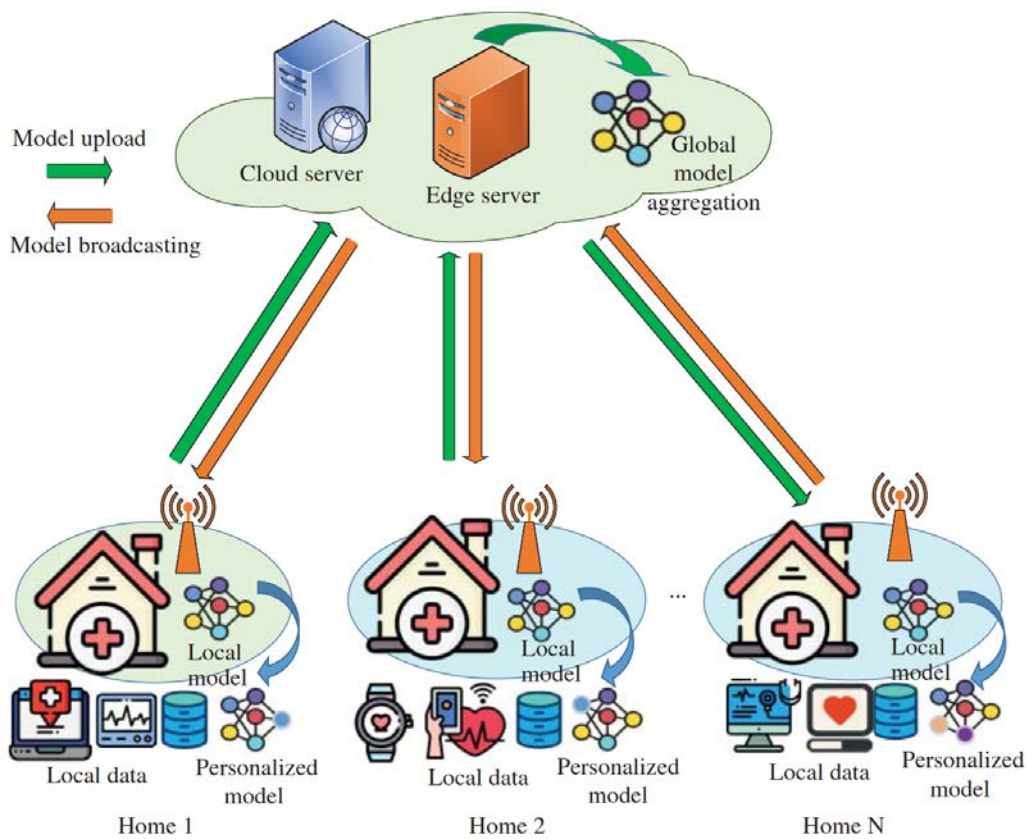 Model upload
Model broadcasting
Cloud server
Edge server
Global
model
aggregation
Local
model
Local data
Personalized
model
Home 1
Local
model
Local data
Personalized
model
Home 2
...
Local
model
Local data
Personalized
model
Home N